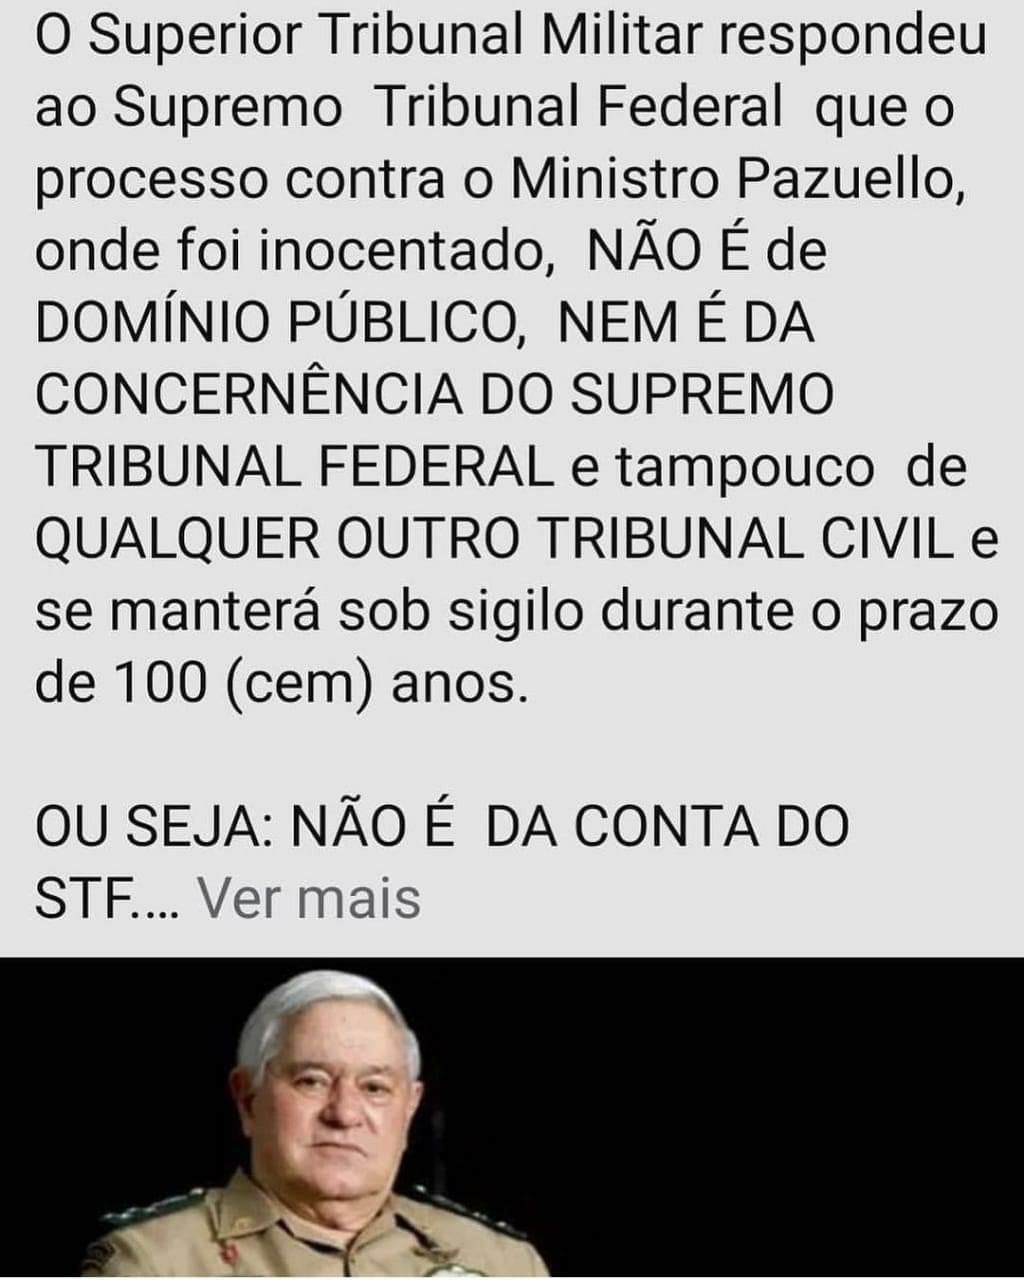 O Superior Tribunal Militar respondeu
ao Supremo Tribunal Federal que o
processo contra o Ministro Pazuello,
onde foi inocentado, NÃO É de
DOMÍNIO PÚBLICO, NEM É DA
CONCERNÊNCIA DO SUPREMO
TRIBUNAL FEDERAL e tampouco de
QUALQUER OUTRO TRIBUNAL CIVIL e
se manterá sob sigilo durante o prazo
de 100 (cem) anos.
OU SEJA: NÃO É DA CONTA DO
STF.... Ver mais